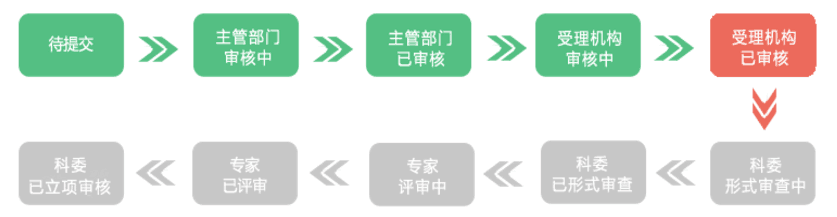 待提交
主管部门
审核中
主管部门
已审核
受理机构
审核中
受理机构
已审核
科委
形式审查中
科委
已形式审查
专家
评审中
专家
已评审
科委
已立项审核